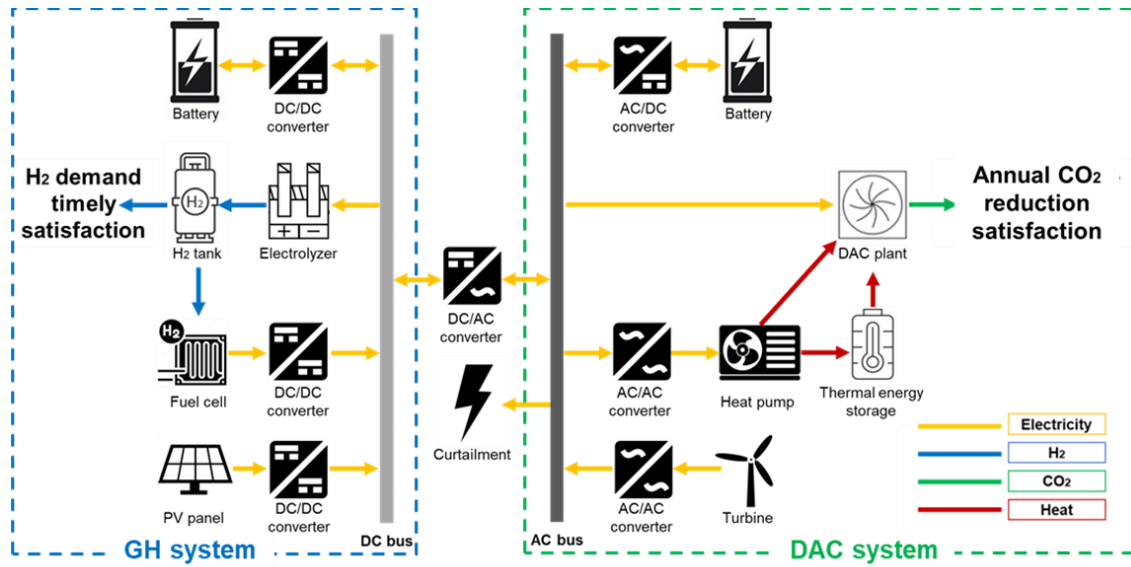 Battery
DC/DC
converter
AC/DC
converter
Battery
H₂ demand
timely
satisfaction
H₂
H₂ tank
+
−
Electrolyzer
DC/AC
converter
DAC plant
Annual CO₂
reduction
satisfaction
H₂
Fuel cell
DC/DC
converter
AC/AC
converter
Heat pump
Thermal energy
storage
Curtailment
PV panel
DC/DC
converter
AC/AC
converter
Turbine
Electricity
H₂
CO₂
Heat
GH system
DC bus
AC bus
DAC system